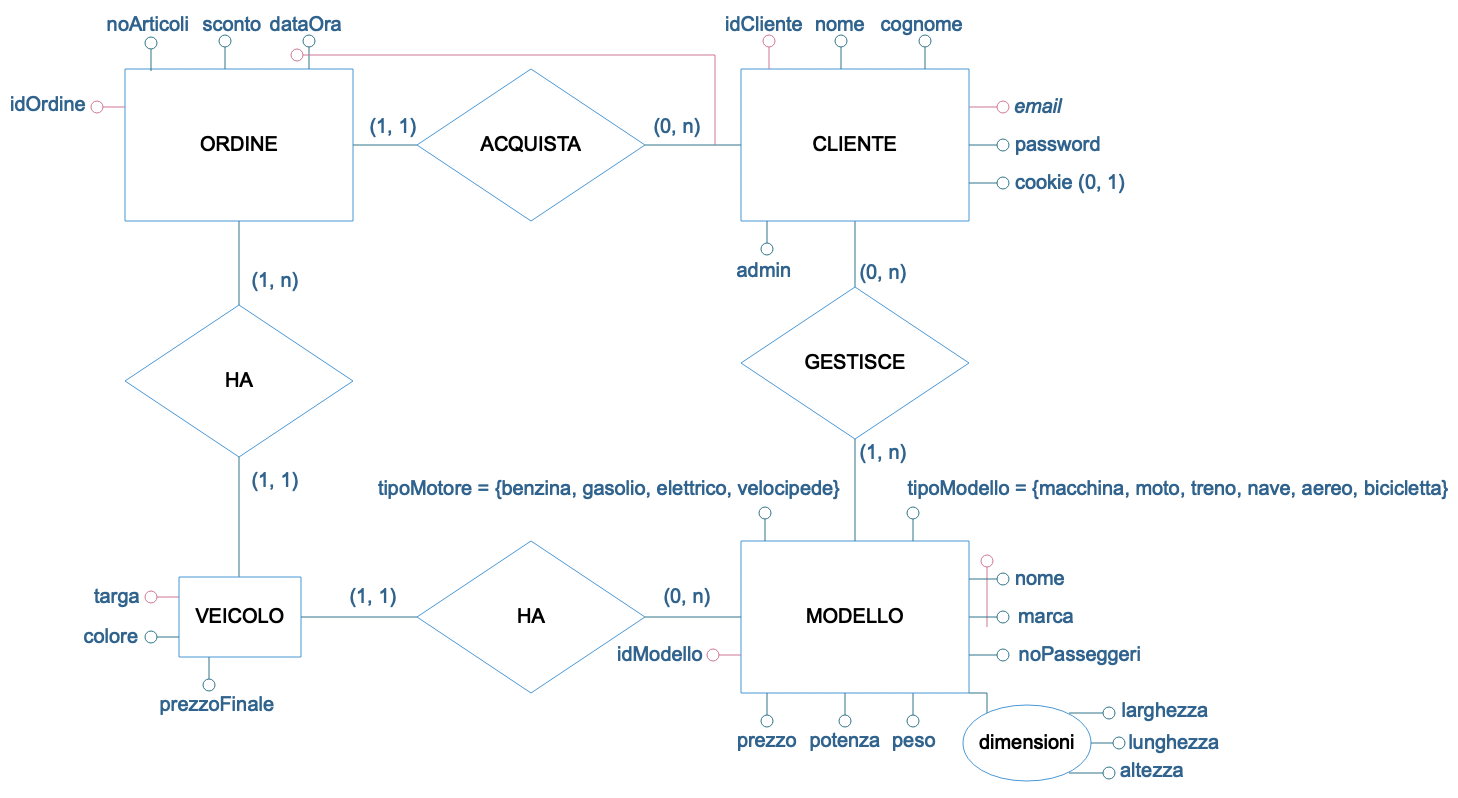 noArticoli sconto dataOra
idCliente nome cognome
idOrdine
email
(1, 1)
(0, n)
ORDINE
ACQUISTA
CLIENTE
password
cookie (0, 1)
admin
(1, n)
(0, n)
HA
GESTISCE
(1, n)
(1, 1)
tipoMotore = {benzina, gasolio, elettrico, velocipede}
tipoModello = {macchina, moto, treno, nave, aereo, bicicletta}
nome
targa
(1, 1)
(0, n)
VEICOLO
HA
MODELLO
marca
colore
idModello
noPasseggeri
prezzoFinale
larghezza
prezzo potenza peso
dimensioni
lunghezza
altezza